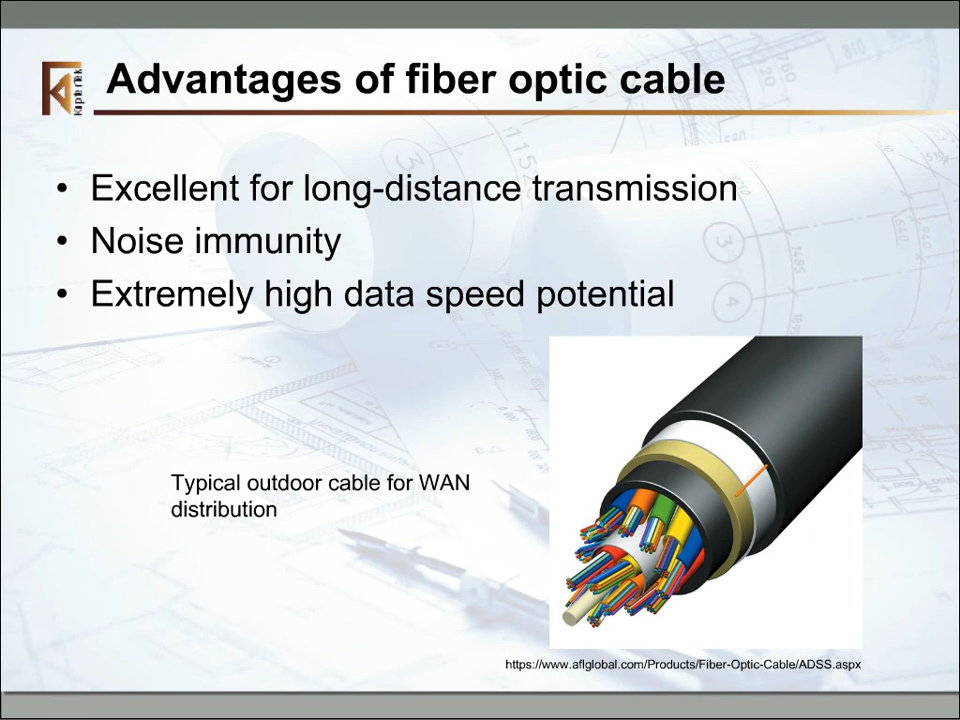 Advantages of fiber optic cable
KaplerTek
• Excellent for long-distance transmission
• Noise immunity
• Extremely high data speed potential
Typical outdoor cable for WAN
distribution
https://www.aflglobal.com/Products/Fiber-Optic-Cable/ADSS.aspx